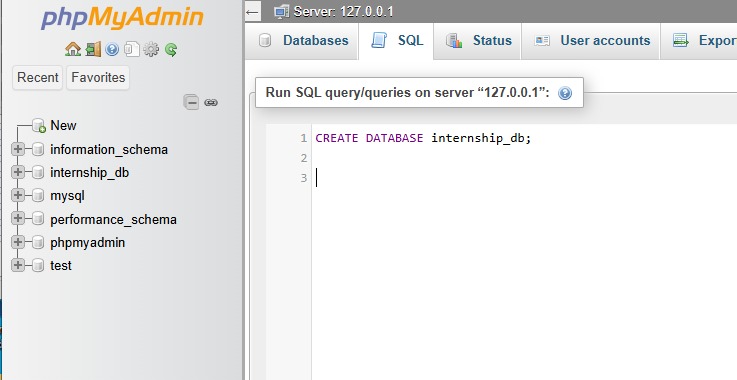 phpMyAdmin
Recent Favorites
New
information_schema
internship_db
mysql
performance_schema
phpmyadmin
test
Server: 127.0.0.1
Databases SQL Status User accounts Expor
Run SQL query/queries on server “127.0.0.1”:
1 CREATE DATABASE internship_db;
2
3